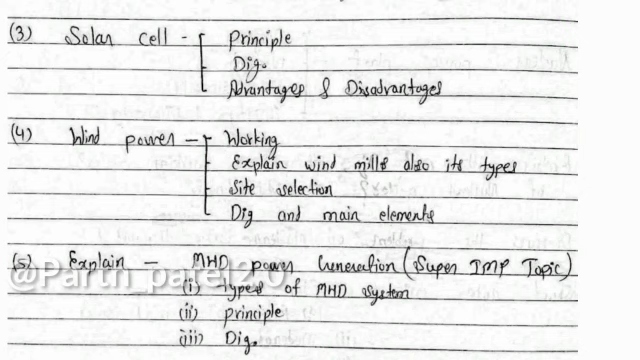 (3) Solar cell - Principle
Dig.
Advantages & Disadvantages
(4) Wind power - Working
Explain wind mills also its types
Site selection
Dig and main elements
(5) Explain - MHD power Generation (Super IMP Topic)
@Parth_patel20
(i) Types of MHD system
(ii) principle
(iii) Dig.